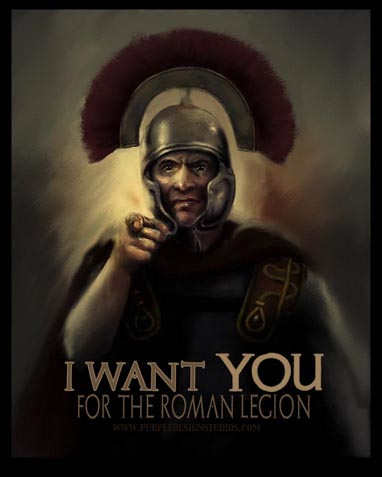 I WANT YOU
FOR THE ROMAN LEGION
WWW.PURPLEDESIGNSTUDIOS.COM